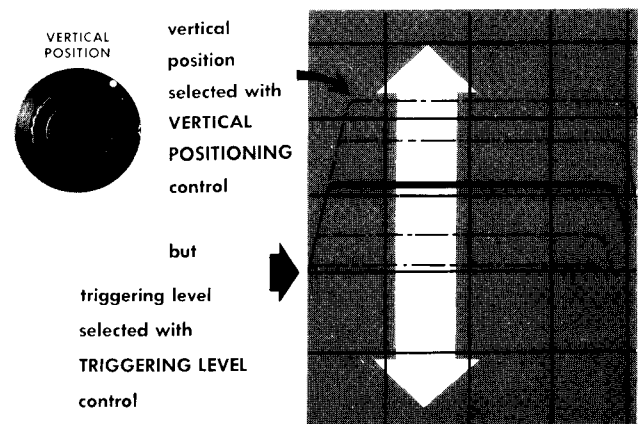 VERTICAL
POSITION
vertical
position
selected with
VERTICAL
POSITIONING
control
but
triggering level
selected with
TRIGGERING LEVEL
control